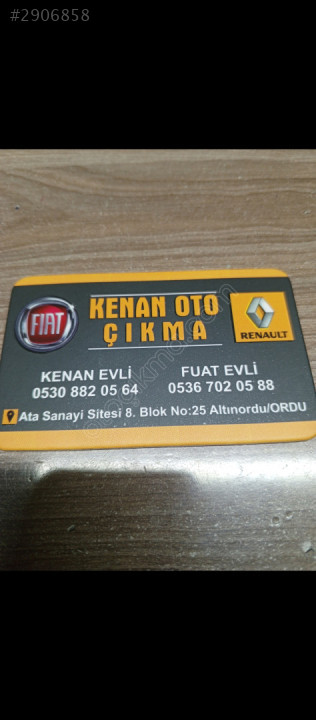 #2906858
KENAN OTO
ÇIKMA
FIAT
RENAULT
KENAN EVLİ
0530 882 05 64
FUAT EVLİ
0536 702 05 88
Ata Sanayi Sitesi 8. Blok No:25 Altınordu/ORDU